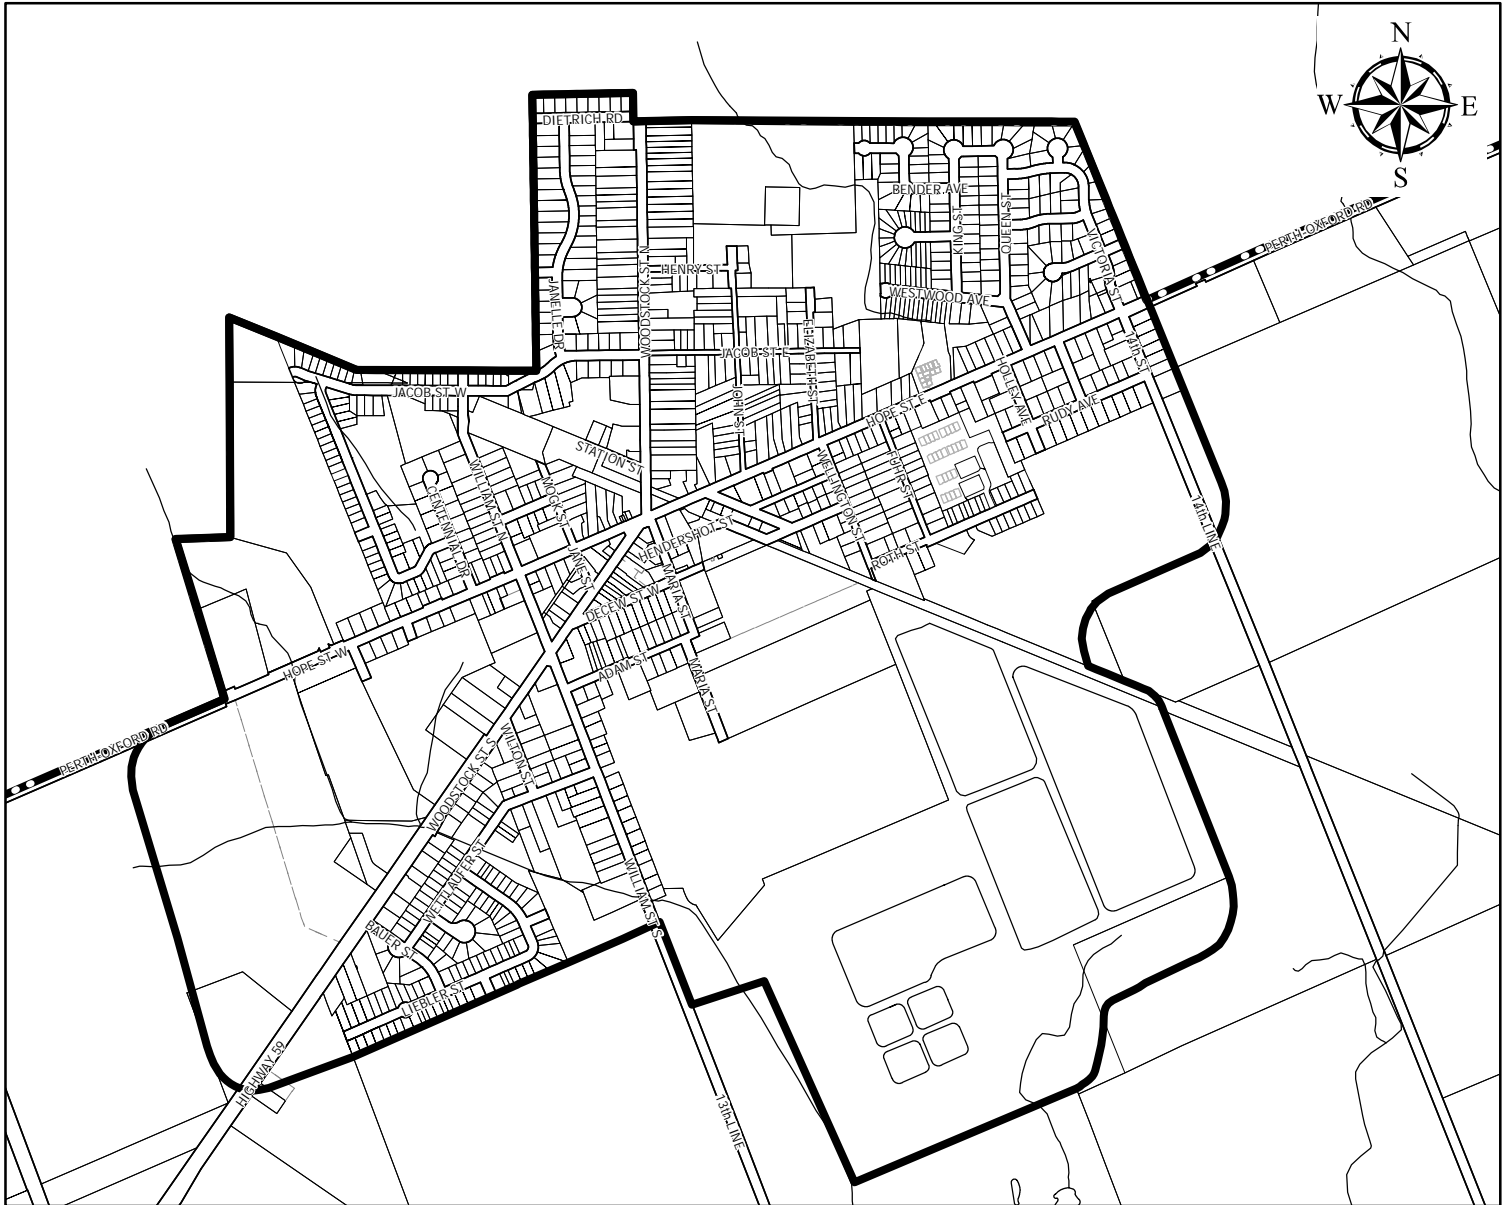 N
W
E
S
DIETRICH RD
BENDER AVE
KING ST
QUEEN ST
VICTORIA ST
PERTH-OXFORD RD
WOODSTOCK ST N
HENRY ST
JANELLE DR
WESTWOOD AVE
ELIZABETH ST
JACOB ST E
JOHN ST
14th ST
HOLLEY AVE
RUDY AVE
JACOB ST W
HOPE ST E
STATION ST
WILLIAM ST N
MOCK ST
CENTENNIAL DR
WELLINGTON ST
FUHR ST
14th LINE
HENDERSHOT ST
JANE ST
ROTH ST
MARIA ST
DECEW ST W
HOPE ST W
ADAM ST
MARIA ST
PERTH-OXFORD RD
WILTON ST
WOODSTOCK ST S
WETTLAUFER ST
WILLIAM ST S
BAUER ST
LIEBLER ST
HIGHWAY 59
13th LINE